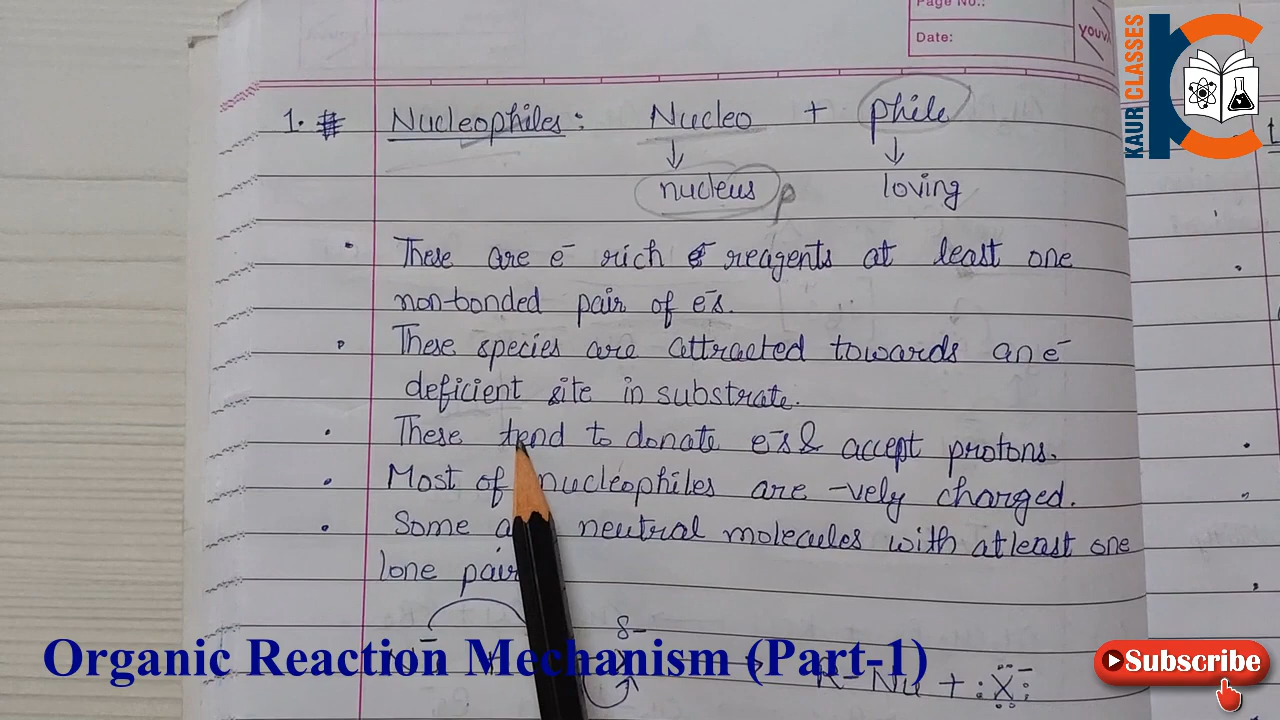 Page No.:
Date:
YOUVA
KAUR CLASSES
1. # Nucleophiles: Nucleo + phile
↓ ↓
nucleus p loving
• These are e⁻ rich reagents at least one
non-bonded pair of e⁻s.
• These species are attracted towards an e⁻
deficient site in substrate.
• These tend to donate e⁻s & accept protons.
• Most of nucleophiles are -vely charged.
• Some neutral molecules with atleast one
lone pair
δ-
R-Nu + :X:⁻
Organic Reaction Mechanism (Part-1)
Subscribe